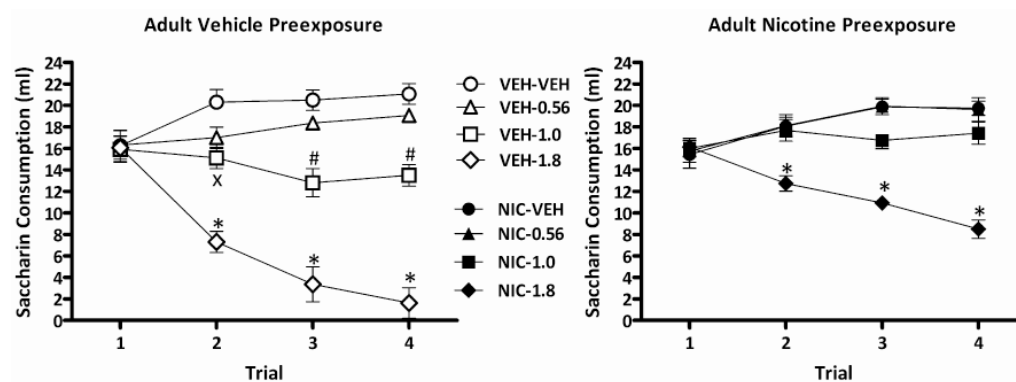 Adult Vehicle Preexposure
Saccharin Consumption (ml)
24
22
20
18
16
14
12
10
8
6
4
2
0
x
*
#
*
#
*
1
2
3
4
Trial
VEH-VEH
VEH-0.56
VEH-1.0
VEH-1.8
NIC-VEH
NIC-0.56
NIC-1.0
NIC-1.8
Adult Nicotine Preexposure
Saccharin Consumption (ml)
24
22
20
18
16
14
12
10
8
6
4
2
0
*
*
*
1
2
3
4
Trial